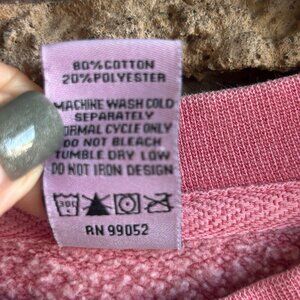 80% COTTON
20% POLYESTER
MACHINE WASH COLD
SEPARATELY
NORMAL CYCLE ONLY
DO NOT BLEACH
TUMBLE DRY LOW
DO NOT IRON DESIGN
RN 99052